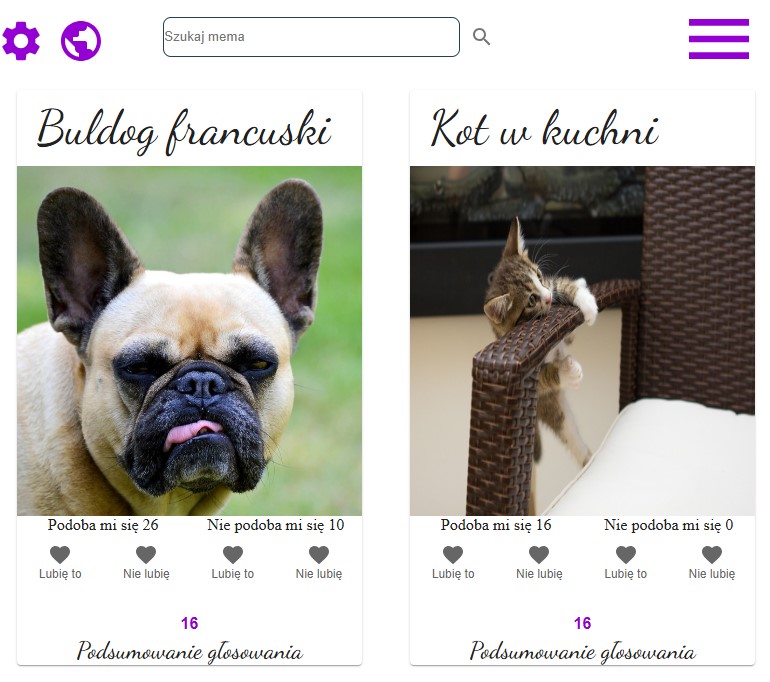 Szukaj mema
Buldog francuski
Podoba mi się 26 Nie podoba mi się 10
Lubię to Nie lubię Lubię to Nie lubię
16
Podsumowanie głosowania
Kot w kuchni
Podoba mi się 16 Nie podoba mi się 0
Lubię to Nie lubię Lubię to Nie lubię
16
Podsumowanie głosowania